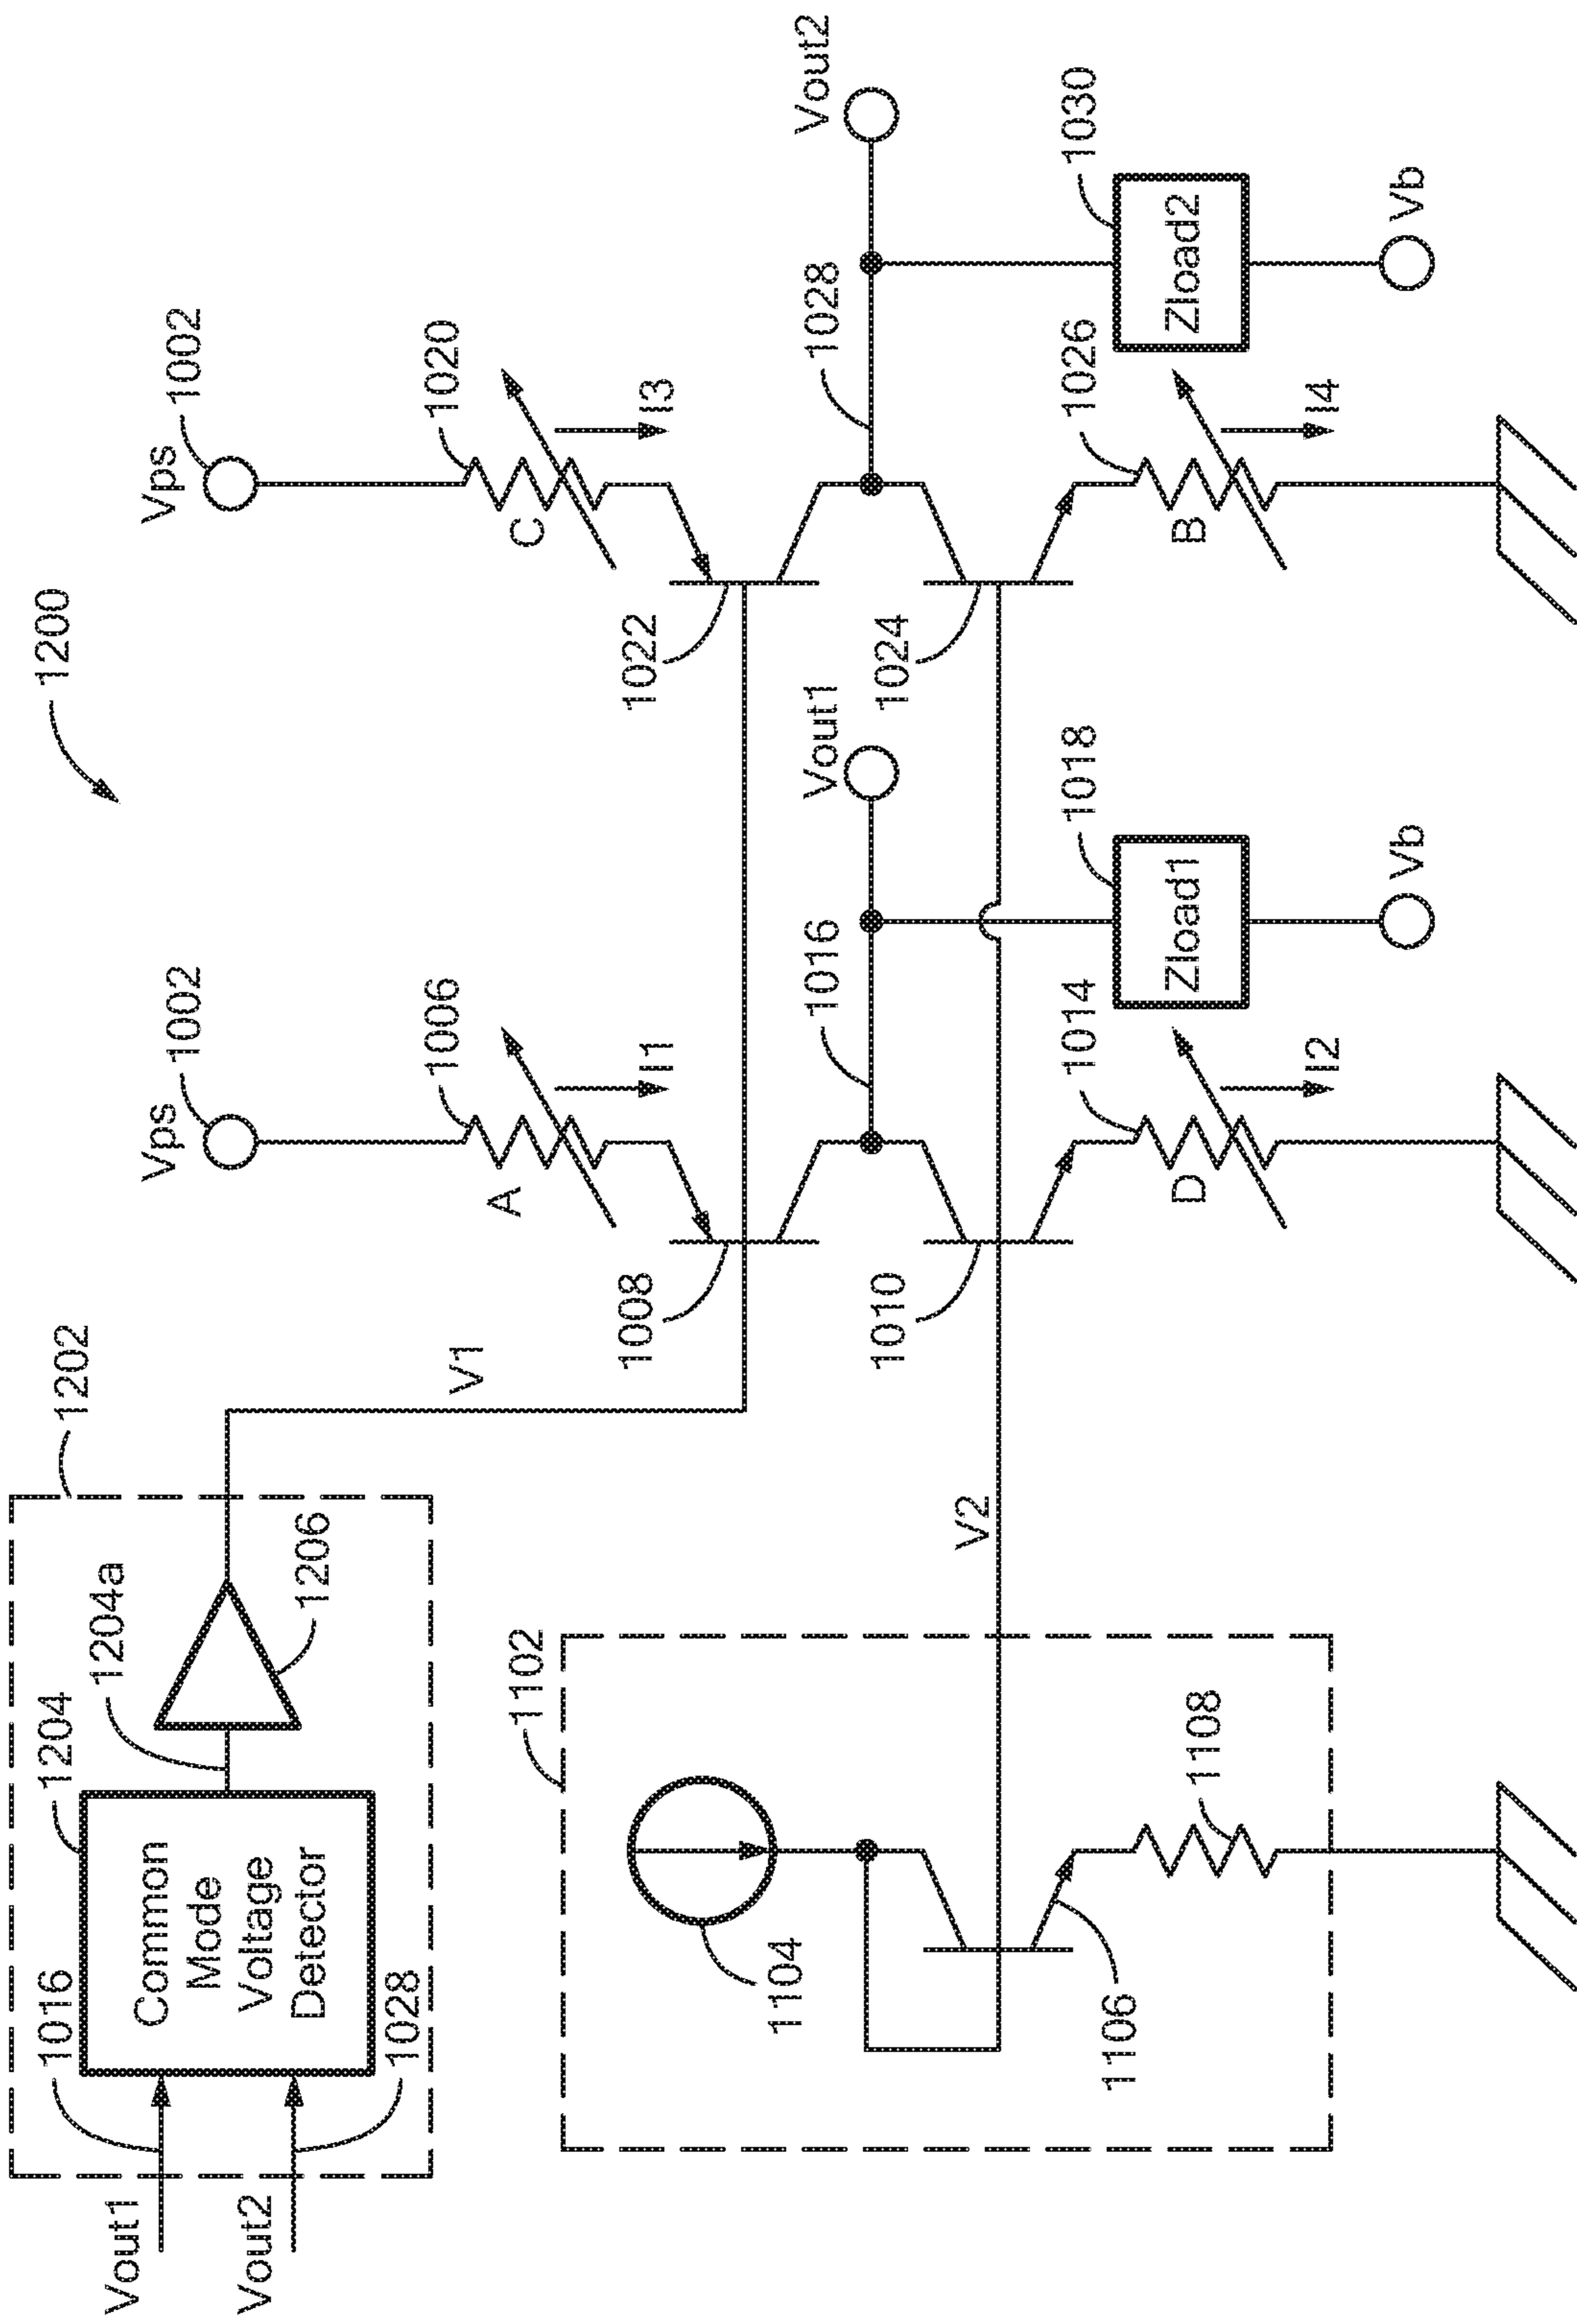 1200
1202
1204
1204a
1206
Common
Mode
Voltage
Detector
1016
1028
Vout1
Vout2
V1
1102
1104
1106
1108
V2
Vps
1002
A
1006
I1
1008
1010
1016
Vout1
D
1014
I2
1018
Zload1
Vb
Vps
1002
C
1020
I3
1022
1024
1028
Vout2
B
1026
I4
1030
Zload2
Vb